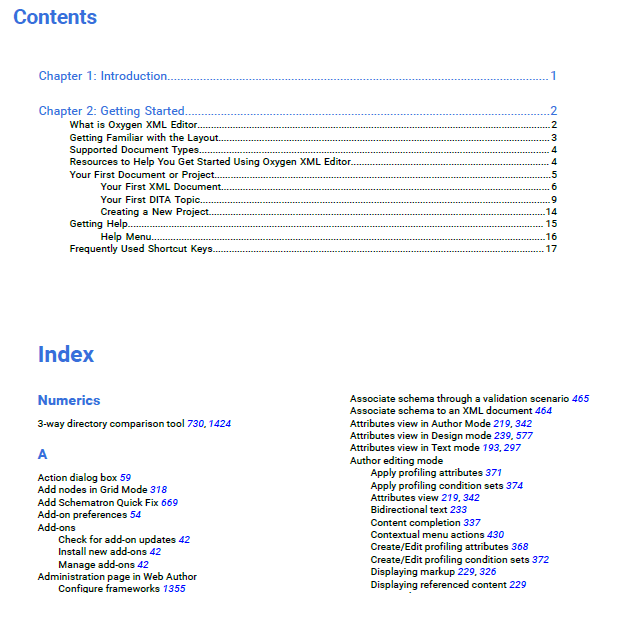 Contents
Chapter 1: Introduction...........................................................................................................................1
Chapter 2: Getting Started......................................................................................................................2
What is Oxygen XML Editor...............................................................................................................2
Getting Familiar with the Layout.........................................................................................................3
Supported Document Types..............................................................................................................4
Resources to Help You Get Started Using Oxygen XML Editor.............................................................4
Your First Document or Project..........................................................................................................5
Your First XML Document..........................................................................................................6
Your First DITA Topic.................................................................................................................9
Creating a New Project..............................................................................................................14
Getting Help.....................................................................................................................................15
Help Menu.................................................................................................................................16
Frequently Used Shortcut Keys..........................................................................................................17
Index
Numerics
3-way directory comparison tool 730, 1424
A
Action dialog box 59
Add nodes in Grid Mode 318
Add Schematron Quick Fix 669
Add-on preferences 54
Add-ons
Check for add-on updates 42
Install new add-ons 42
Manage add-ons 42
Administration page in Web Author
Configure frameworks 1355
Associate schema through a validation scenario 465
Associate schema to an XML document 464
Attributes view in Author Mode 219, 342
Attributes view in Design mode 239, 577
Attributes view in Text mode 193, 297
Author editing mode
Apply profiling attributes 371
Apply profiling condition sets 374
Attributes view 219, 342
Bidirectional text 233
Content completion 337
Contextual menu actions 430
Create/Edit profiling attributes 368
Create/Edit profiling condition sets 372
Displaying markup 229, 326
Displaying referenced content 229